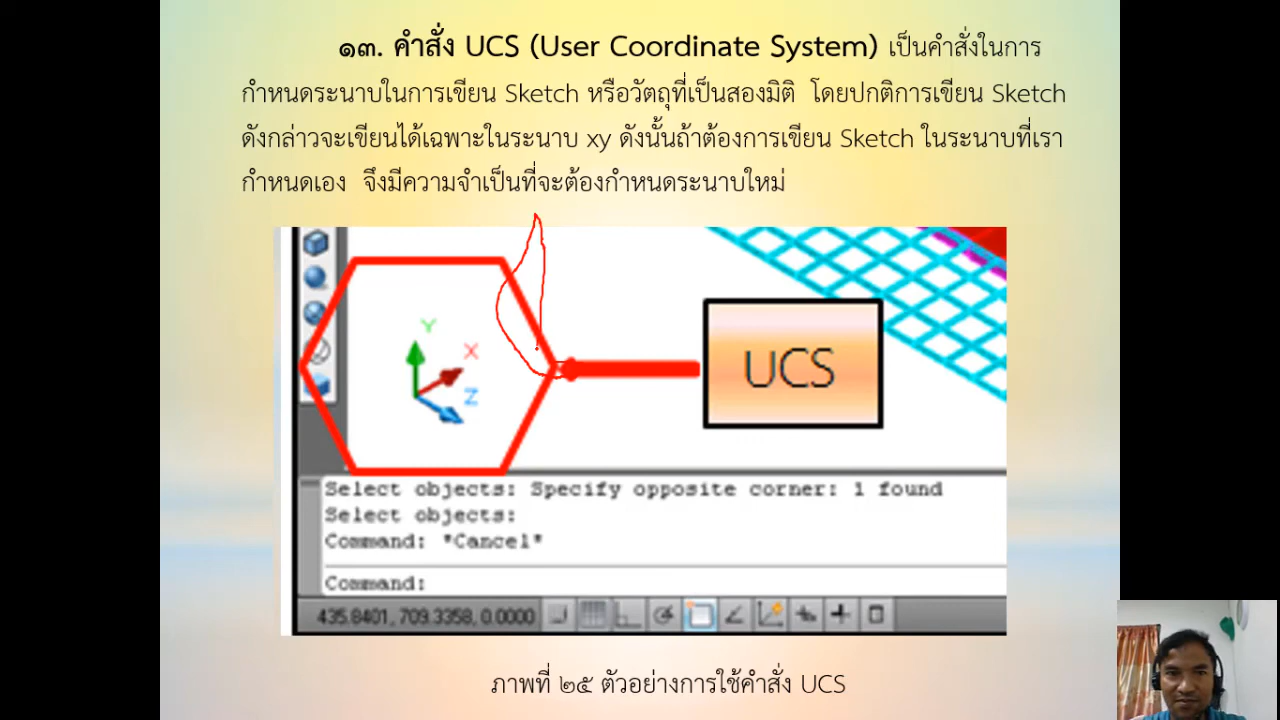 ๑๓. คำสั่ง UCS (User Coordinate System) เป็นคำสั่งในการ
กำหนดระนาบในการเขียน Sketch หรือวัตถุที่เป็นสองมิติ โดยปกติการเขียน Sketch
ดังกล่าวจะเขียนได้เฉพาะในระนาบ xy ดังนั้นถ้าต้องการเขียน Sketch ในระนาบที่เรา
กำหนดเอง จึงมีความจำเป็นที่จะต้องกำหนดระนาบใหม่
Y
X
Z
UCS
Select objects: Specify opposite corner: 1 found
Select objects:
Command: *Cancel*
Command:
435.8401, 709.3358, 0.0000
ภาพที่ ๒๕ ตัวอย่างการใช้คำสั่ง UCS